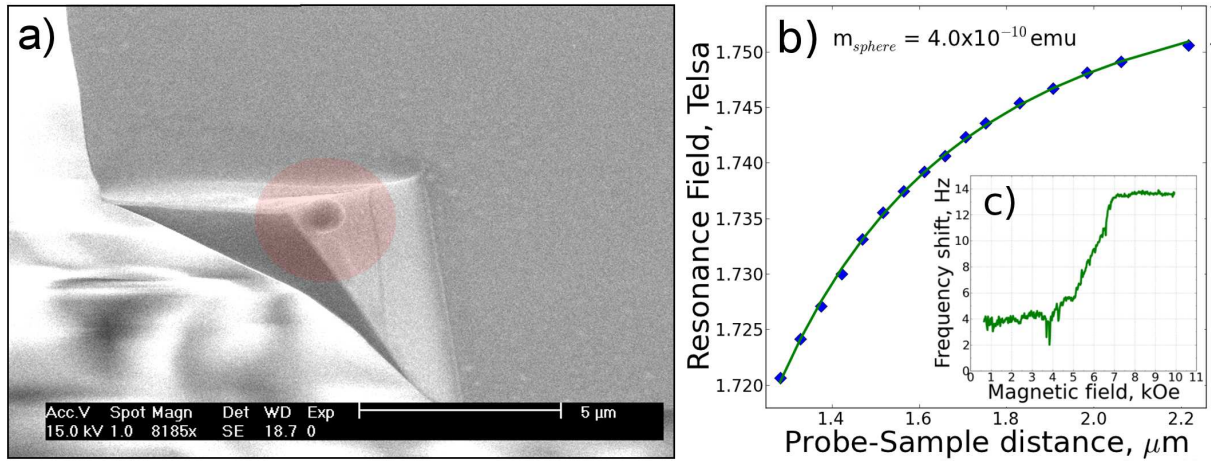 a)
Acc.V Spot Magn Det WD Exp
15.0 kV 1.0 8185x SE 18.7 0
5 μm
b)
m_sphere = 4.0x10⁻¹⁰ emu
Resonance Field, Telsa
1.750
1.745
1.740
1.735
1.730
1.725
1.720
1.4 1.6 1.8 2.0 2.2
Probe-Sample distance, μm
c)
Frequency shift, Hz
14
12
10
8
6
4
2
0
0 1 2 3 4 5 6 7 8 9 10 11
Magnetic field, kOe